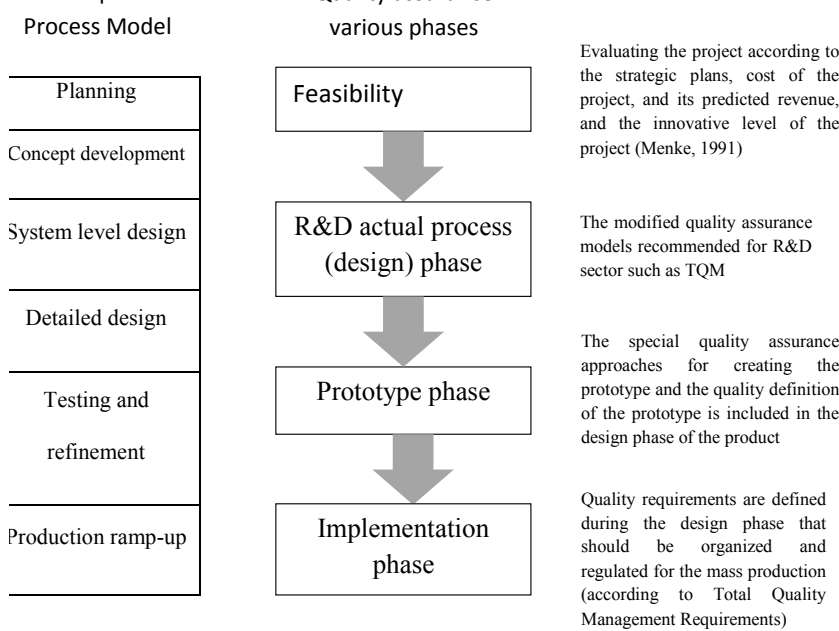 Process Model
Planning
Concept development
System level design
Detailed design
Testing and
refinement
Production ramp-up
various phases
Feasibility
R&D actual process
(design) phase
Prototype phase
Implementation
phase
Evaluating the project according to
the strategic plans, cost of the
project, and its predicted revenue,
and the innovative level of the
project (Menke, 1991)
The modified quality assurance
models recommended for R&D
sector such as TQM
The special quality assurance
approaches for creating the
prototype and the quality definition
of the prototype is included in the
design phase of the product
Quality requirements are defined
during the design phase that
should be organized and
regulated for the mass production
(according to Total Quality
Management Requirements)